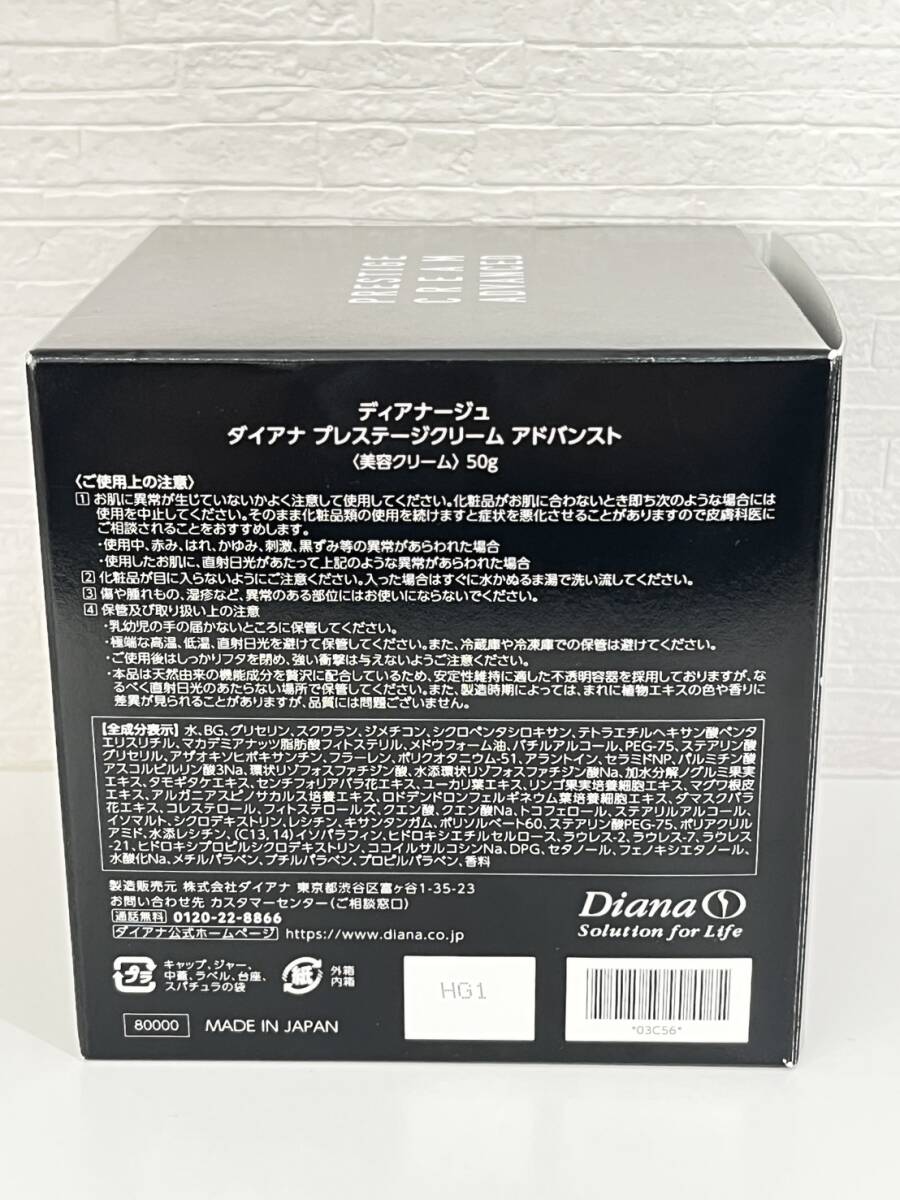 PRESTIGE
CREAM
ADVANCED
ディアナージュ
ダイアナ プレステージクリーム アドバンスト
〈美容クリーム〉50g
〈ご使用上の注意〉
1 お肌に異常が生じていないかよく注意して使用してください。化粧品がお肌に合わないとき即ち次のような場合には
使用を中止してください。そのまま化粧品類の使用を続けますと症状を悪化させることがありますので皮膚科医に
ご相談されることをおすすめします。
・使用中、赤み、はれ、かゆみ、刺激、黒ずみ等の異常があらわれた場合
・使用したお肌に、直射日光があたって上記のような異常があらわれた場合
2 化粧品が目に入らないようにご注意ください。入った場合はすぐに水かぬるま湯で洗い流してください。
3 傷や腫れもの、湿疹など、異常のある部位にはお使いにならないでください。
4 保管及び取り扱い上の注意
・乳幼児の手の届かないところに保管してください。
・極端な高温、低温、直射日光を避けて保管してください。また、冷蔵庫や冷凍庫での保管は避けてください。
・ご使用後はしっかりフタを閉め、強い衝撃は与えないようご注意ください。
・本品は天然由来の機能成分を贅沢に配合しているため、安定性維持に適した不透明容器を採用しておりますが、な
るべく直射日光のあたらない場所で保管してください。また、製造時期によっては、まれに植物エキスの色や香りに
差異が見られることがありますが、品質には問題ございません。
【全成分表示】水、BG、グリセリン、スクワラン、ジメチコン、シクロペンタシロキサン、テトラエチルヘキサン酸ペンタ
エリスリチル、マカデミアナッツ脂肪酸フィトステリル、メドウフォーム油、バチルアルコール、PEG-75、ステアリン酸
グリセリル、アザオキシヒポキサンチン、フラーレン、ポリクオタニウム-51、アラントイン、セラミドNP、パルミチン酸
アスコルビルリン酸3Na、環状リゾホスファチジン酸、水添環状リゾホスファチジン酸Na、加水分解ノグルミ果実
エキス、タモギタケエキス、センチフォリアバラ花エキス、ユーカリ葉エキス、リンゴ果実培養細胞エキス、マグワ根皮
エキス、アルガニアスピノサカルス培養エキス、ロドデンドロンフェルギネウム葉培養細胞エキス、ダマスクバラ
花エキス、コレステロール、フィトステロールズ、クエン酸、クエン酸Na、トコフェロール、ステアリルアルコール、
イソマルト、シクロデキストリン、レシチン、キサンタンガム、ポリソルベート60、ステアリン酸PEG-75、ポリアクリル
アミド、水添レシチン、(C13,14)イソパラフィン、ヒドロキシエチルセルロース、ラウレス-2、ラウレス-7、ラウレス
-21、ヒドロキシプロピルシクロデキストリン、ココイルサルコシンNa、DPG、セタノール、フェノキシエタノール、
水酸化Na、メチルパラベン、ブチルパラベン、プロピルパラベン、香料
製造販売元 株式会社ダイアナ 東京都渋谷区富ヶ谷1-35-23
お問い合わせ先 カスタマーセンター(ご相談窓口)
通話無料 0120-22-8866
ダイアナ公式ホームページ https://www.diana.co.jp
Diana
Solution for Life
プラ
キャップ、ジャー、
中蓋、ラベル、台座、
スパチュラの袋
紙
外箱
内箱
HG1
*03C56*
80000 MADE IN JAPAN